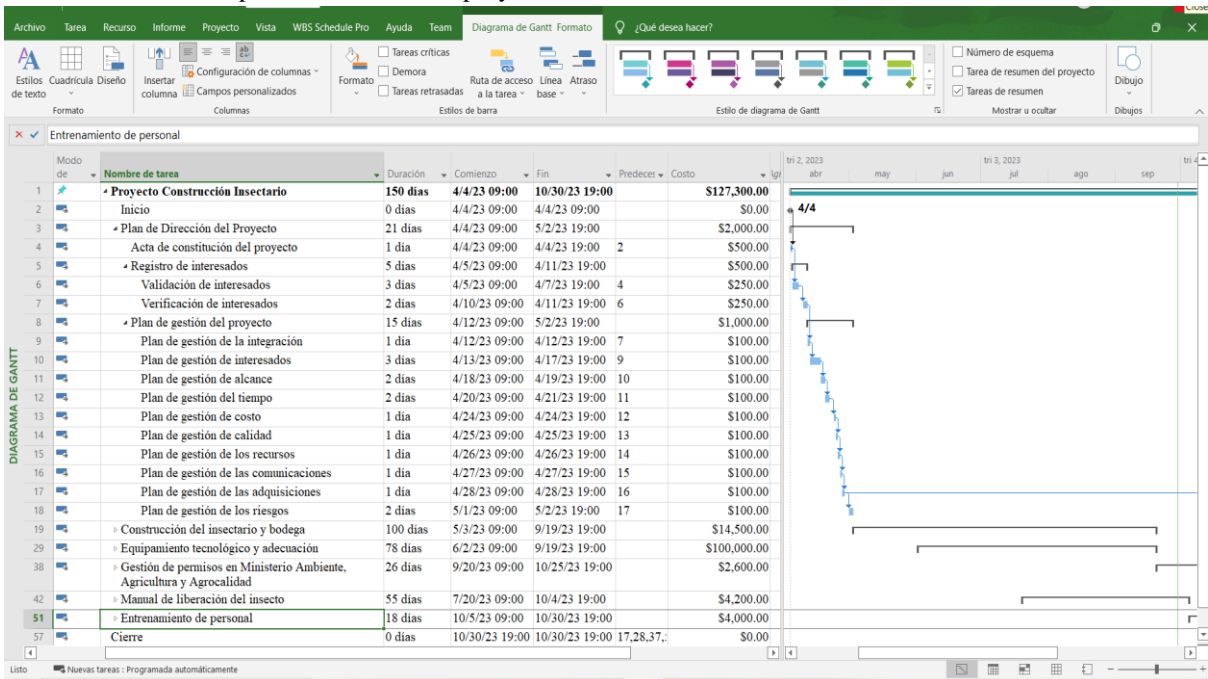 Close
Archivo Tarea Recurso Informe Proyecto Vista WBS Schedule Pro Ayuda Team Diagrama de Gantt Formato ¿Qué desea hacer?
Estilos de texto
Cuadrícula
Diseño
Formato
Insertar columna
Configuración de columnas
Campos personalizados
Columnas
Formato
Tareas críticas
Demora
Tareas retrasadas
Ruta de acceso a la tarea
Línea base
Atraso
Estilos de barra
Estilo de diagrama de Gantt
Número de esquema
Tarea de resumen del proyecto
Tareas de resumen
Mostrar u ocultar
Dibujo
Dibujos
Entrenamiento de personal
Modo de Nombre de tarea Duración Comienzo Fin Predeces Costo
tri 2, 2023 tri 3, 2023 tri 4
abr may jun jul ago sep
1 Proyecto Construcción Insectario 150 días 4/4/23 09:00 10/30/23 19:00 $127,300.00
2 Inicio 0 días 4/4/23 09:00 4/4/23 09:00 $0.00 4/4
3 Plan de Dirección del Proyecto 21 días 4/4/23 09:00 5/2/23 19:00 $2,000.00
4 Acta de constitución del proyecto 1 día 4/4/23 09:00 4/4/23 19:00 2 $500.00
5 Registro de interesados 5 días 4/5/23 09:00 4/11/23 19:00 $500.00
6 Validación de interesados 3 días 4/5/23 09:00 4/7/23 19:00 4 $250.00
7 Verificación de interesados 2 días 4/10/23 09:00 4/11/23 19:00 6 $250.00
8 Plan de gestión del proyecto 15 días 4/12/23 09:00 5/2/23 19:00 $1,000.00
9 Plan de gestión de la integración 1 día 4/12/23 09:00 4/12/23 19:00 7 $100.00
10 Plan de gestión de interesados 3 días 4/13/23 09:00 4/17/23 19:00 9 $100.00
11 Plan de gestión de alcance 2 días 4/18/23 09:00 4/19/23 19:00 10 $100.00
12 Plan de gestión del tiempo 2 días 4/20/23 09:00 4/21/23 19:00 11 $100.00
13 Plan de gestión de costo 1 día 4/24/23 09:00 4/24/23 19:00 12 $100.00
14 Plan de gestión de calidad 1 día 4/25/23 09:00 4/25/23 19:00 13 $100.00
15 Plan de gestión de los recursos 1 día 4/26/23 09:00 4/26/23 19:00 14 $100.00
16 Plan de gestión de las comunicaciones 1 día 4/27/23 09:00 4/27/23 19:00 15 $100.00
17 Plan de gestión de las adquisiciones 1 día 4/28/23 09:00 4/28/23 19:00 16 $100.00
18 Plan de gestión de los riesgos 2 días 5/1/23 09:00 5/2/23 19:00 17 $100.00
19 Construcción del insectario y bodega 100 días 5/3/23 09:00 9/19/23 19:00 $14,500.00
29 Equipamiento tecnológico y adecuación 78 días 6/2/23 09:00 9/19/23 19:00 $100,000.00
38 Gestión de permisos en Ministerio Ambiente, 26 días 9/20/23 09:00 10/25/23 19:00 $2,600.00
Agricultura y Agrocalidad
42 Manual de liberación del insecto 55 días 7/20/23 09:00 10/4/23 19:00 $4,200.00
51 Entrenamiento de personal 18 días 10/5/23 09:00 10/30/23 19:00 $4,000.00
57 Cierre 0 días 10/30/23 19:00 10/30/23 19:00 17,28,37, $0.00
DIAGRAMA DE GANTT
Listo Nuevas tareas : Programada automáticamente